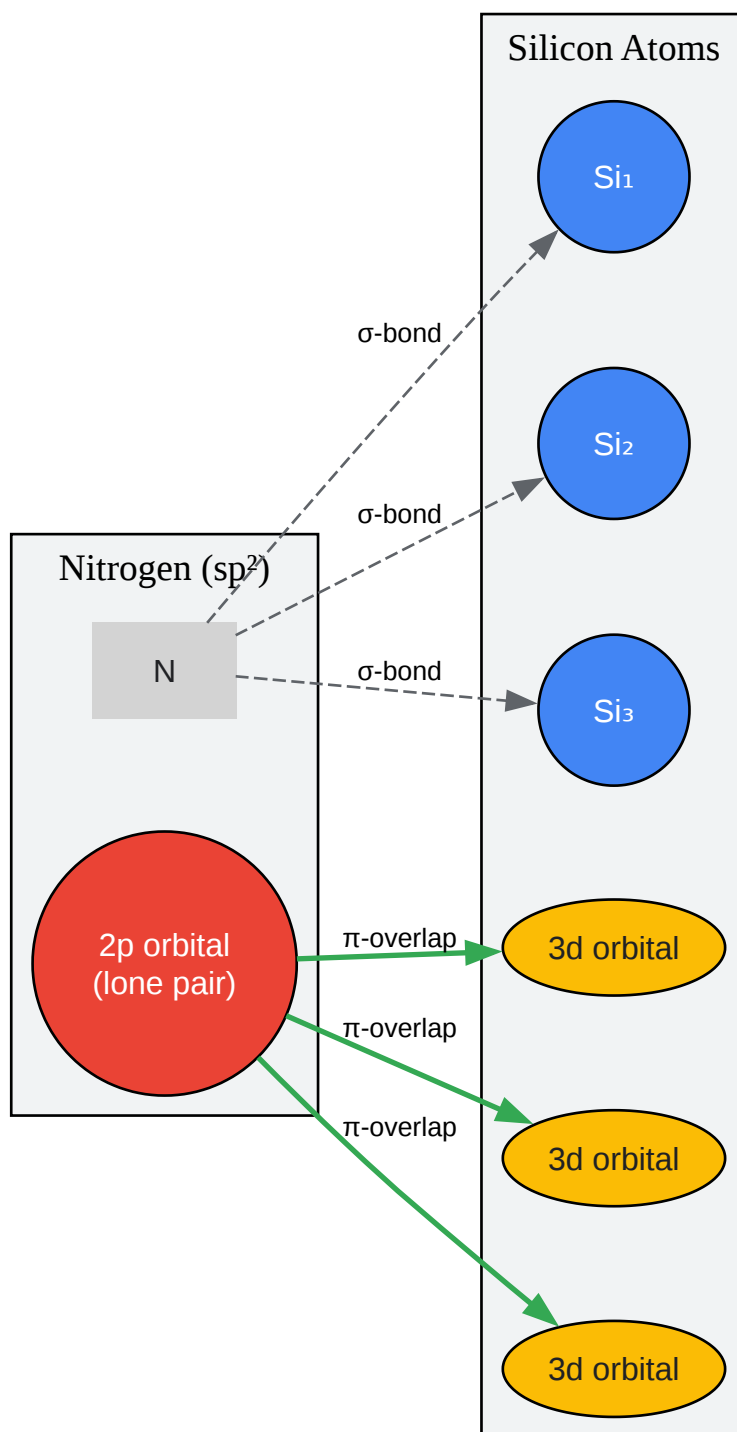 Silicon Atoms
Si₁
σ-bond
Si₂
σ-bond
Nitrogen (sp²)
N
σ-bond
Si₃
2p orbital
(lone pair)
π-overlap
3d orbital
π-overlap
π-overlap
3d orbital
3d orbital